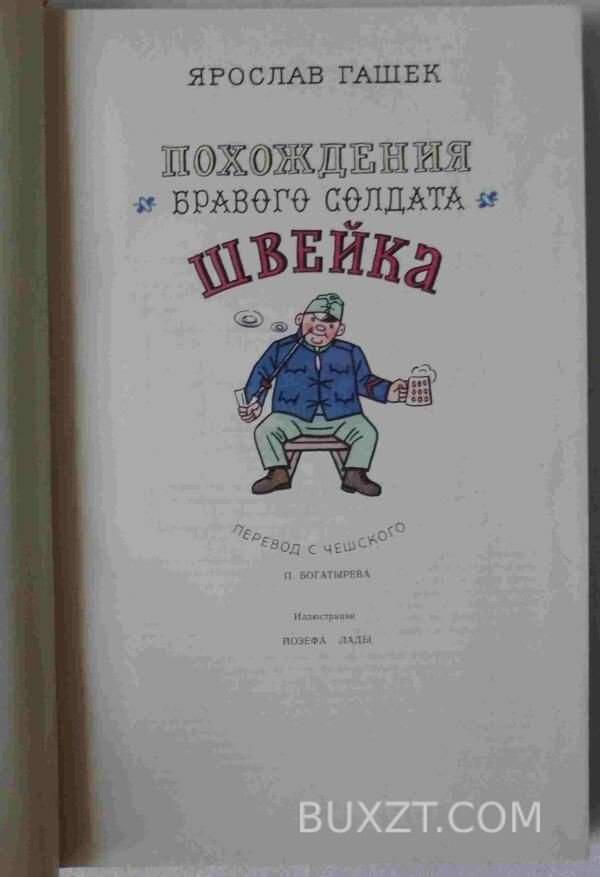 ЯРОСЛАВ ГАШЕК
ПОХОЖДЕНИЯ
БРАВОГО СОЛДАТА
ШВЕЙКА
ПЕРЕВОД С ЧЕШСКОГО
П. БОГАТЫРЕВА
Иллюстрации
ЙОЗЕФА ЛАДЫ
BUXZT.COM